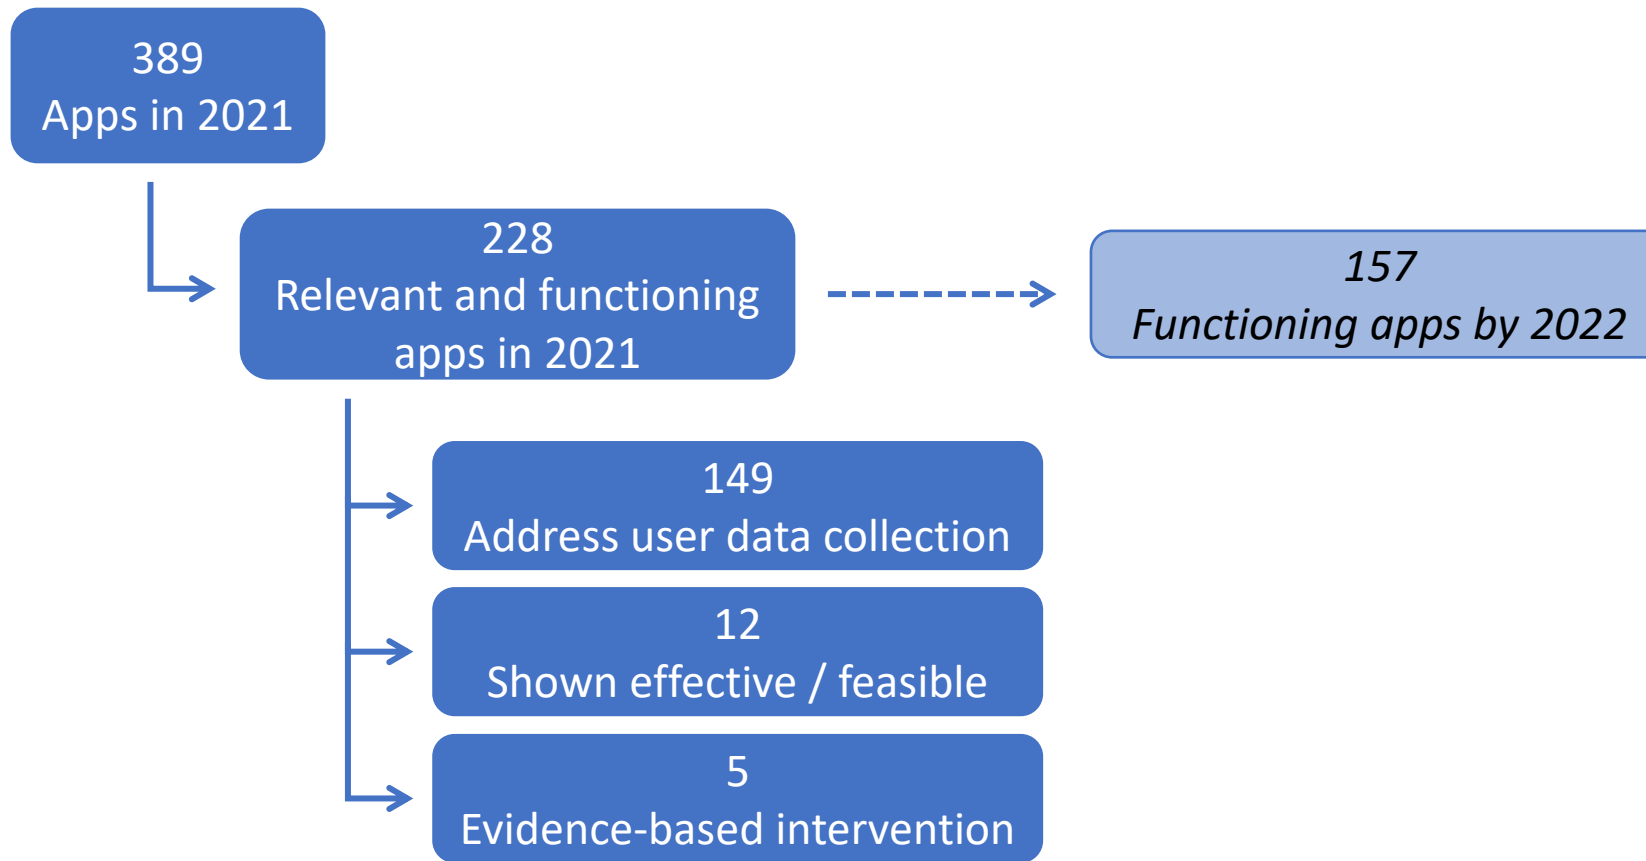 389
Apps in 2021
228
Relevant and functioning
apps in 2021
157
Functioning apps by 2022
149
Address user data collection
12
Shown effective / feasible
5
Evidence-based intervention